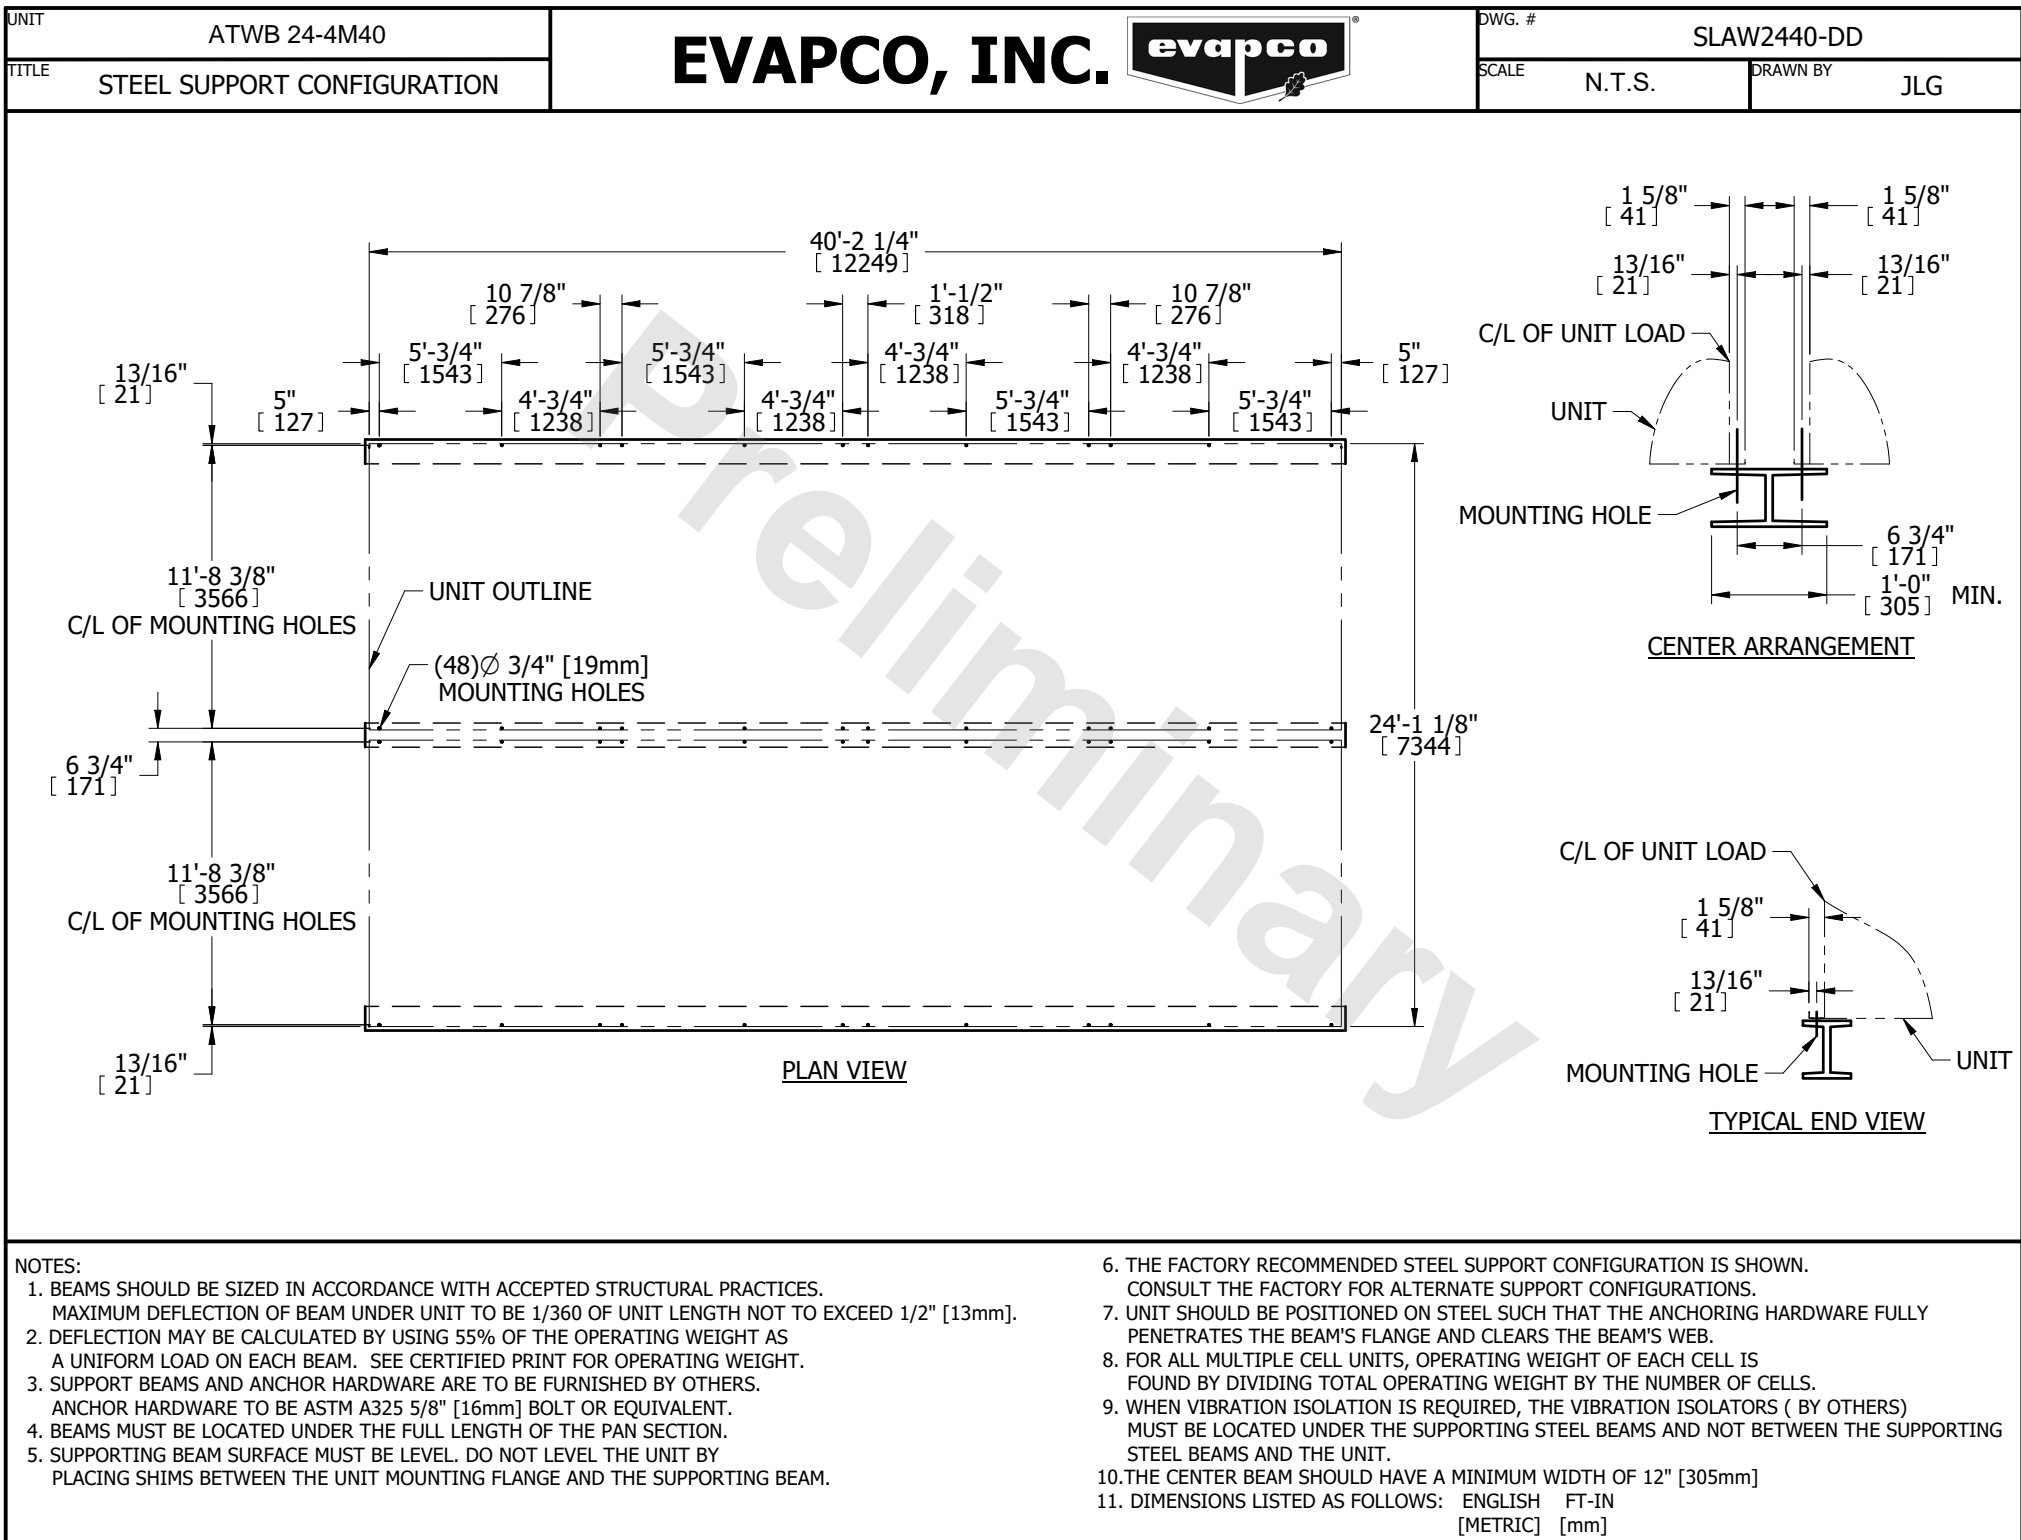 UNIT
ATWB 24-4M40
TITLE
STEEL SUPPORT CONFIGURATION
EVAPCO, INC.
evapco
®
DWG. #
SLAW2440-DD
SCALE
N.T.S.
DRAWN BY
JLG
40'-2 1/4"
[ 12249]
10 7/8"
[ 276]
1'-1/2"
[ 318 ]
10 7/8"
[ 276]
5'-3/4"
[ 1543]
5'-3/4"
[ 1543]
4'-3/4"
[ 1238]
4'-3/4"
[ 1238]
5"
[ 127]
13/16"
[ 21]
5"
[ 127]
4'-3/4"
[ 1238]
4'-3/4"
[ 1238]
5'-3/4"
[ 1543]
5'-3/4"
[ 1543]
11'-8 3/8"
[ 3566]
C/L OF MOUNTING HOLES
UNIT OUTLINE
(48)Ø 3/4" [19mm]
MOUNTING HOLES
6 3/4"
[ 171]
24'-1 1/8"
[ 7344]
11'-8 3/8"
[ 3566]
C/L OF MOUNTING HOLES
13/16"
[ 21]
PLAN VIEW
Preliminary
1 5/8"
[ 41]
1 5/8"
[ 41]
13/16"
[ 21]
13/16"
[ 21]
C/L OF UNIT LOAD
UNIT
MOUNTING HOLE
6 3/4"
[ 171]
1'-0"
[ 305] MIN.
CENTER ARRANGEMENT
C/L OF UNIT LOAD
1 5/8"
[ 41]
13/16"
[ 21]
MOUNTING HOLE
UNIT
TYPICAL END VIEW
NOTES:
1. BEAMS SHOULD BE SIZED IN ACCORDANCE WITH ACCEPTED STRUCTURAL PRACTICES.
MAXIMUM DEFLECTION OF BEAM UNDER UNIT TO BE 1/360 OF UNIT LENGTH NOT TO EXCEED 1/2" [13mm].
2. DEFLECTION MAY BE CALCULATED BY USING 55% OF THE OPERATING WEIGHT AS
A UNIFORM LOAD ON EACH BEAM. SEE CERTIFIED PRINT FOR OPERATING WEIGHT.
3. SUPPORT BEAMS AND ANCHOR HARDWARE ARE TO BE FURNISHED BY OTHERS.
ANCHOR HARDWARE TO BE ASTM A325 5/8" [16mm] BOLT OR EQUIVALENT.
4. BEAMS MUST BE LOCATED UNDER THE FULL LENGTH OF THE PAN SECTION.
5. SUPPORTING BEAM SURFACE MUST BE LEVEL. DO NOT LEVEL THE UNIT BY
PLACING SHIMS BETWEEN THE UNIT MOUNTING FLANGE AND THE SUPPORTING BEAM.
6. THE FACTORY RECOMMENDED STEEL SUPPORT CONFIGURATION IS SHOWN.
CONSULT THE FACTORY FOR ALTERNATE SUPPORT CONFIGURATIONS.
7. UNIT SHOULD BE POSITIONED ON STEEL SUCH THAT THE ANCHORING HARDWARE FULLY
PENETRATES THE BEAM'S FLANGE AND CLEARS THE BEAM'S WEB.
8. FOR ALL MULTIPLE CELL UNITS, OPERATING WEIGHT OF EACH CELL IS
FOUND BY DIVIDING TOTAL OPERATING WEIGHT BY THE NUMBER OF CELLS.
9. WHEN VIBRATION ISOLATION IS REQUIRED, THE VIBRATION ISOLATORS ( BY OTHERS)
MUST BE LOCATED UNDER THE SUPPORTING STEEL BEAMS AND NOT BETWEEN THE SUPPORTING
STEEL BEAMS AND THE UNIT.
10.THE CENTER BEAM SHOULD HAVE A MINIMUM WIDTH OF 12" [305mm]
11. DIMENSIONS LISTED AS FOLLOWS: ENGLISH FT-IN
[METRIC] [mm]